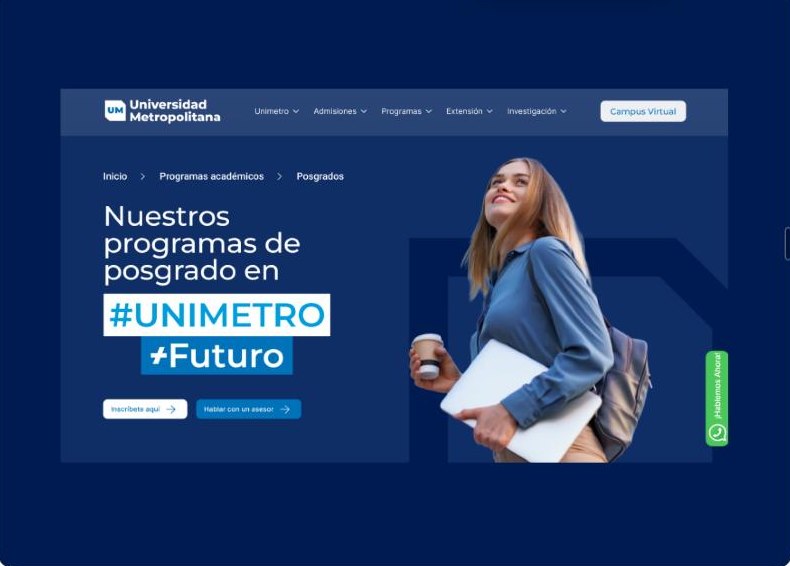 UM
Universidad
Metropolitana
Unimetro
Admisiones
Programas
Extensión
Investigación
Campus Virtual
Inicio > Programas académicos > Posgrados
Nuestros
programas de
posgrado en
#UNIMETRO
+Futuro
Inscríbete aquí →
Hablar con un asesor →
¡Hablemos Ahora!